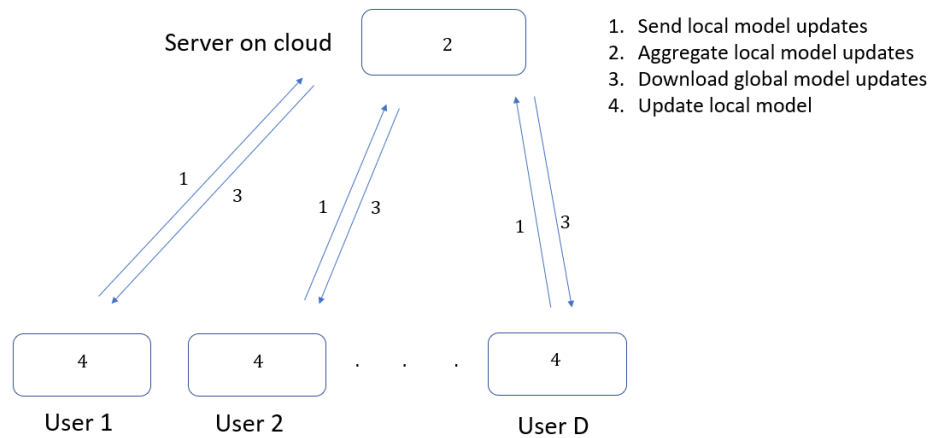 Server on cloud
2
1. Send local model updates
2. Aggregate local model updates
3. Download global model updates
4. Update local model
1
3
1
3
1
3
4
4
. . .
4
User 1
User 2
User D